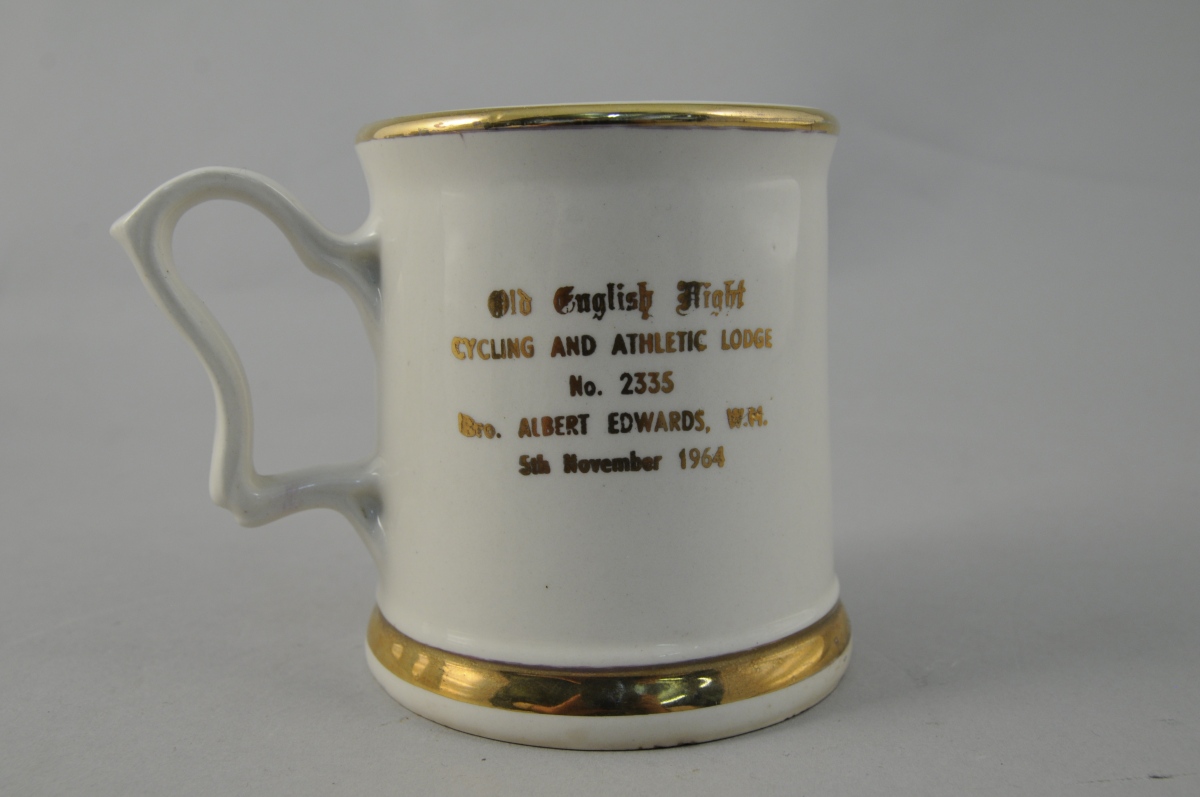 Old English Night
CYCLING AND ATHLETIC LODGE
No. 2335
Bro. ALBERT EDWARDS, W.M.
5th November 1964